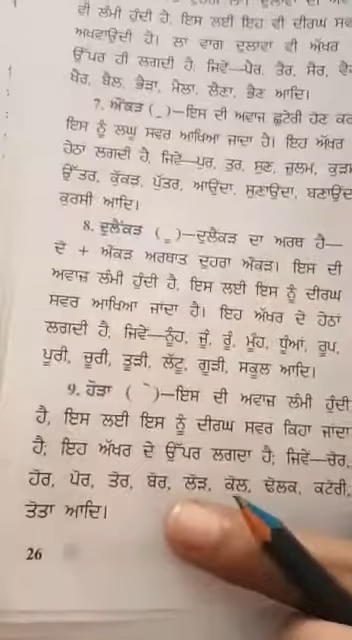 ਵੀ ਲੰਮੀ ਹੁੰਦੀ ਹੈ, ਇਸ ਲਈ ਇਹ ਵੀ ਦੀਰਘ ਸਵ
ਅਖਵਾਉਂਦੀ ਹੈ। ਲਾਂ ਵਾਂਗ ਦੁਲਾਵਾਂ ਵੀ ਅੱਖਰ
ਉੱਪਰ ਹੀ ਲਗਦੀ ਹੈ, ਜਿਵੇਂ—ਪੈਰ, ਤੈਰ, ਸੈਰ,
ਖੈਰ, ਬੈਲ, ਭੈੜਾ, ਮੈਲਾ, ਲੈਣਾ, ਭੈਣ ਆਦਿ।
7. ਔਂਕੜ ( ੁ )—ਇਸ ਦੀ ਅਵਾਜ਼ ਛੁਟੇਰੀ ਹੋਣ ਕਰ
ਇਸ ਨੂੰ ਲਘੂ ਸਵਰ ਆਖਿਆ ਜਾਂਦਾ ਹੈ। ਇਹ ਅੱਖਰ
ਹੇਠਾਂ ਲਗਦੀ ਹੈ, ਜਿਵੇਂ—ਪੁਰ, ਤੁਰ, ਸੁਣ, ਜ਼ੁਲਮ, ਕੁੜ
ਉੱਤਰ, ਕੁੱਕੜ, ਪੁੱਤਰ, ਆਉਂਦਾ, ਸੁਣਾਉਂਦਾ, ਬਣਾਉਂਦ
ਕੁਰਸੀ ਆਦਿ।
8. ਦੁਲੈਂਕੜ ( ੂ )—ਦੁਲੈਂਕੜ ਦਾ ਅਰਥ ਹੈ—
ਦੋ + ਔਂਕੜ ਅਰਥਾਤ ਦੁਹਰਾ ਔਂਕੜ। ਇਸ ਦੀ
ਅਵਾਜ਼ ਲੰਮੀ ਹੁੰਦੀ ਹੈ, ਇਸ ਲਈ ਇਸ ਨੂੰ ਦੀਰਘ
ਸਵਰ ਆਖਿਆ ਜਾਂਦਾ ਹੈ। ਇਹ ਅੱਖਰ ਦੇ ਹੇਠਾਂ
ਲਗਦੀ ਹੈ, ਜਿਵੇਂ—ਨੂੰਹ, ਜੂੰ, ਰੂੰ, ਮੂੰਹ, ਧੂੰਆਂ, ਰੂਪ,
ਪੂਰੀ, ਚੂਰੀ, ਤੂੜੀ, ਲੱਟੂ, ਗੂੜੀ, ਸਕੂਲ ਆਦਿ।
9. ਹੋੜਾ ( ੋ )—ਇਸ ਦੀ ਅਵਾਜ਼ ਲੰਮੀ ਹੁੰਦੀ
ਹੈ, ਇਸ ਲਈ ਇਸ ਨੂੰ ਦੀਰਘ ਸਵਰ ਕਿਹਾ ਜਾਂਦਾ
ਹੈ; ਇਹ ਅੱਖਰ ਦੇ ਉੱਪਰ ਲਗਦਾ ਹੈ; ਜਿਵੇਂ—ਚੋਰ,
ਹੋਰ, ਪੋਰ, ਤੋਰ, ਬੋਰ, ਲੋੜ, ਕੋਲ, ਢੋਲਕ, ਕਟੋਰੀ,
ਤੋਤਾ ਆਦਿ।
26